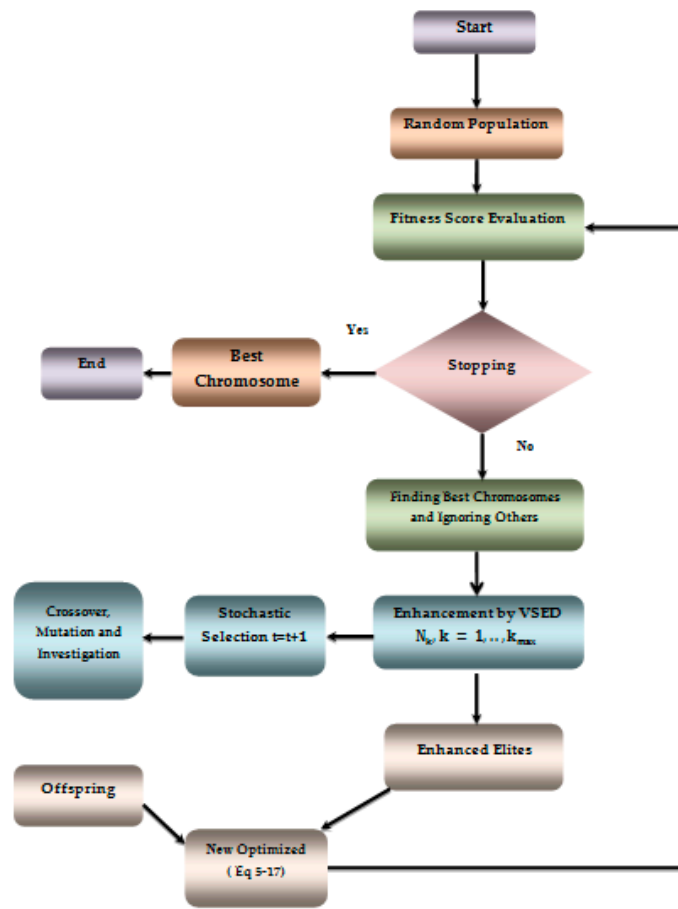 Start
Random Population
Fitness Score Evaluation
Yes
End
Best
Chromosome
Stopping
No
Finding Best Chromosomes
and Ignoring Others
Crossover,
Mutation and
Investigation
Stochastic
Selection t=t+1
Enhancement by VSED
Nₖ, k = 1,..,kₘₐₓ
Enhanced Elites
Offspring
New Optimized
( Eq 5-17)